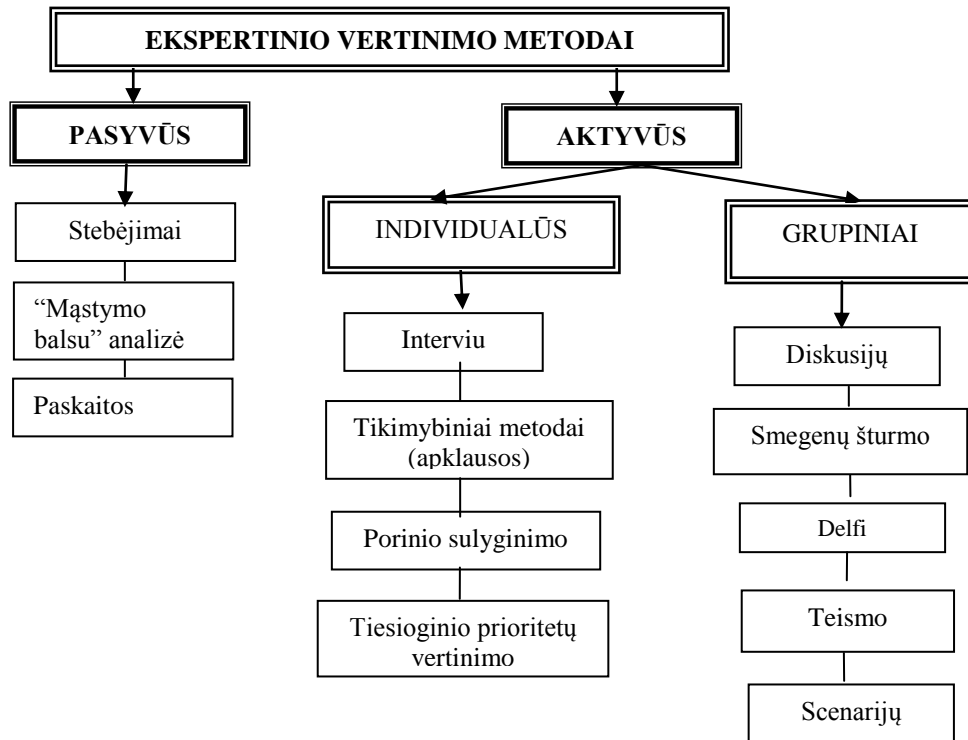 EKSPERTINIO VERTINIMO METODAI
PASYVŪS
AKTYVŪS
Stebėjimai
“Mąstymo
balsu” analizė
Paskaitos
INDIVIDUALŪS
Interviu
Tikimybiniai metodai
(apklausos)
Porinio sulyginimo
Tiesioginio prioritetų
vertinimo
GRUPINIAI
Diskusijų
Smegenų šturmo
Delfi
Teismo
Scenarijų